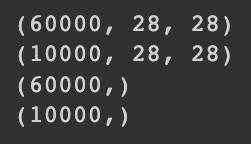 (60000, 28, 28)
(10000, 28, 28)
(60000,)
(10000,)